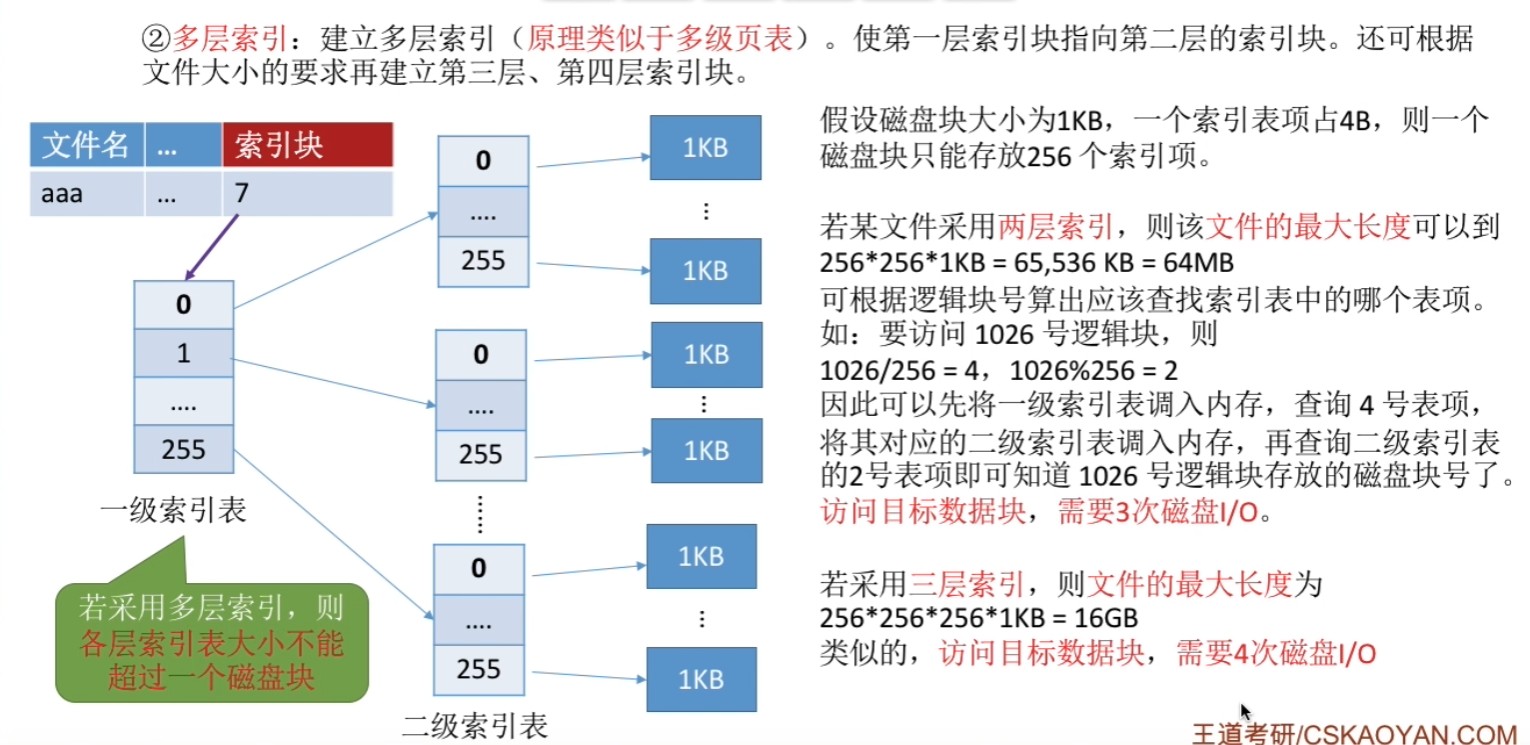 ②多层索引：建立多层索引（原理类似于多级页表）。使第一层索引块指向第二层的索引块。还可根据
文件大小的要求再建立第三层、第四层索引块。
文件名 ... 索引块
aaa ... 7
0
1
....
255
一级索引表
若采用多层索引，则
各层索引表大小不能
超过一个磁盘块
0
....
255
0
....
255
0
....
255
二级索引表
1KB
1KB
1KB
1KB
1KB
1KB
假设磁盘块大小为1KB，一个索引表项占4B，则一个
磁盘块只能存放256 个索引项。
若某文件采用两层索引，则该文件的最大长度可以到
256*256*1KB = 65,536 KB = 64MB
可根据逻辑块号算出应该查找索引表中的哪个表项。
如：要访问 1026 号逻辑块，则
1026/256 = 4，1026%256 = 2
因此可以先将一级索引表调入内存，查询 4 号表项，
将其对应的二级索引表调入内存，再查询二级索引表
的2号表项即可知道 1026 号逻辑块存放的磁盘块号了。
访问目标数据块，需要3次磁盘I/O。
若采用三层索引，则文件的最大长度为
256*256*256*1KB = 16GB
类似的，访问目标数据块，需要4次磁盘I/O
王道考研/CSKAOYAN.COM